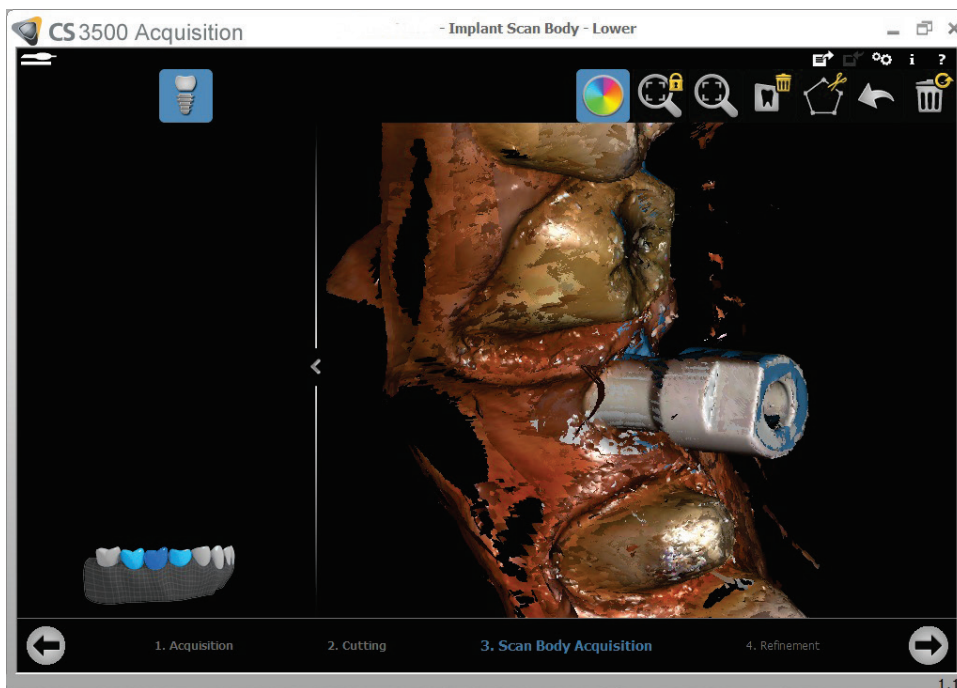 CS 3500 Acquisition
- Implant Scan Body - Lower
i ?
1. Acquisition
2. Cutting
3. Scan Body Acquisition
4. Refinement